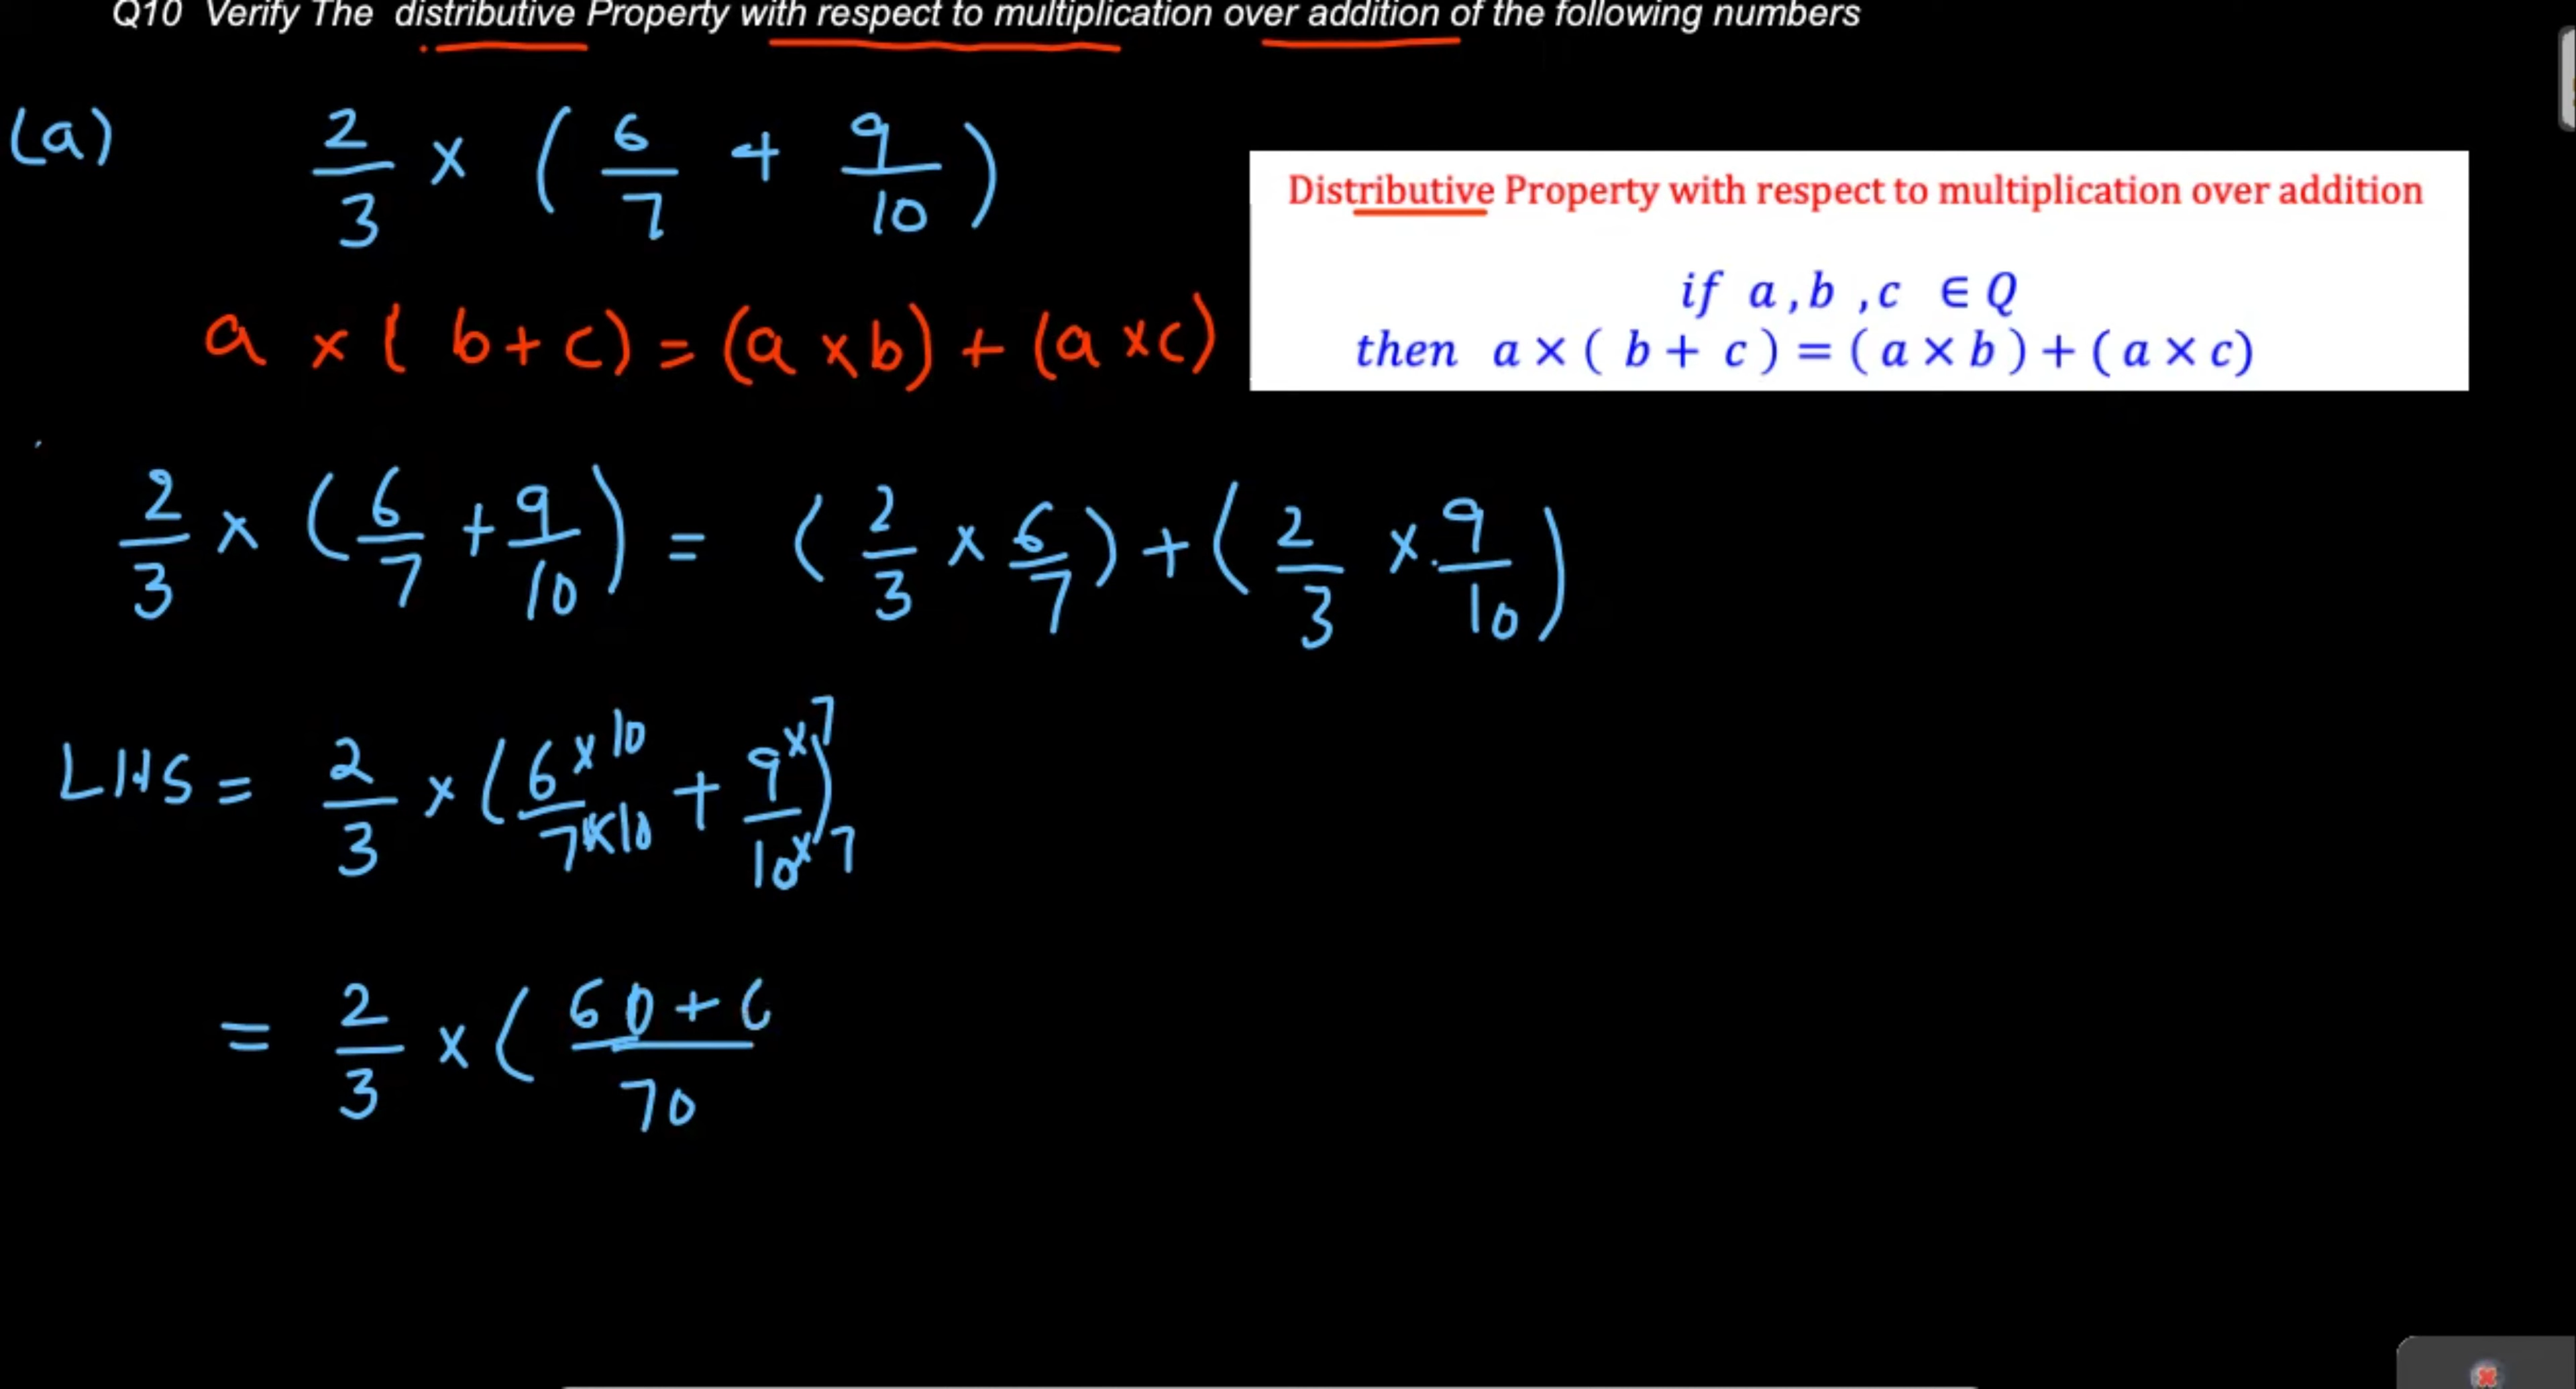 Q10 Verify The distributive Property with respect to multiplication over addition of the following numbers
(a) 2/3 × ( 6/7 + 9/10 )
a × ( b + c ) = ( a × b ) + ( a × c )
Distributive Property with respect to multiplication over addition
if a , b , c ∈ Q
then a × ( b + c ) = ( a × b ) + ( a × c )
2/3 × ( 6/7 + 9/10 ) = ( 2/3 × 6/7 ) + ( 2/3 × 9/10 )
LHS = 2/3 × ( 6×10/7×10 + 9×7/10×7 )
= 2/3 × ( 60 +/70